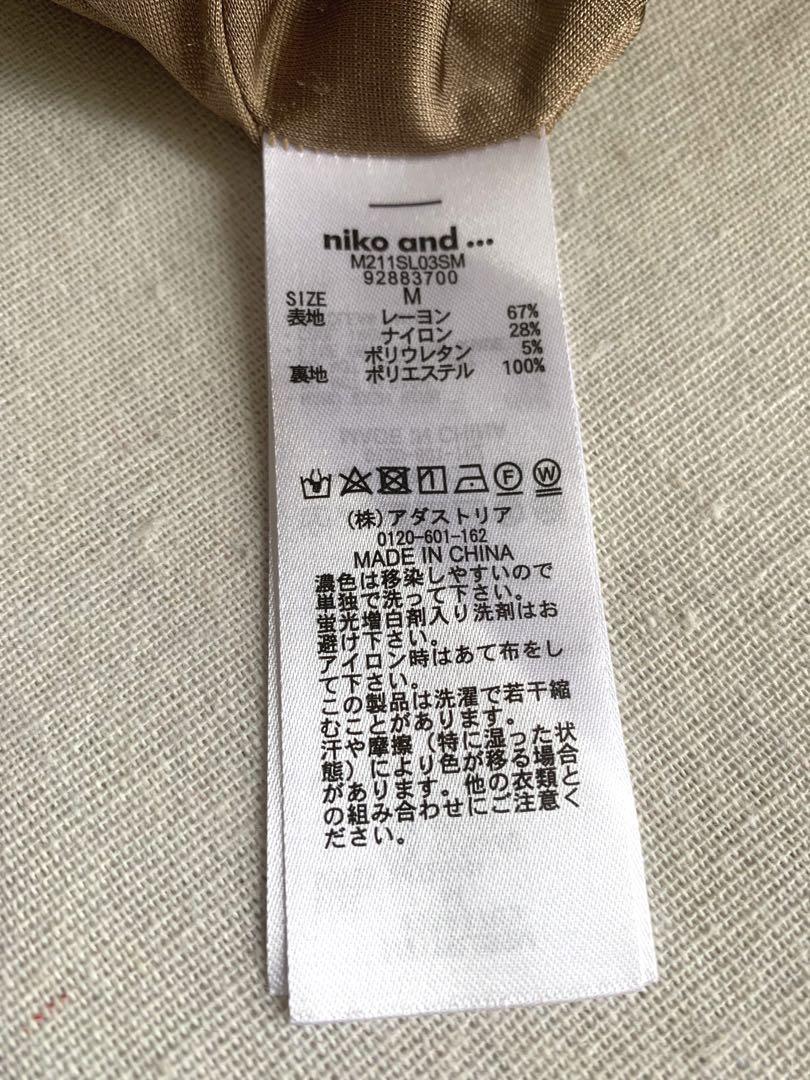 niko and ...
M211SL03SM
92883700
SIZE M
表地 レーヨン 67%
ナイロン 28%
ポリウレタン 5%
裏地 ポリエステル 100%
F W
(株)アダストリア
0120-601-162
MADE IN CHINA
濃色は移染しやすいので
単独で洗って下さい。
蛍光増白剤入り洗剤はお
避け下さい。
アイロン時はあて布をし
て下さい。
この製品は洗濯で若干縮
むことがあります。
汗や摩擦（特に湿った状
態）により色が移る場合
があります。他の衣類と
の組み合わせにご注意く
ださい。